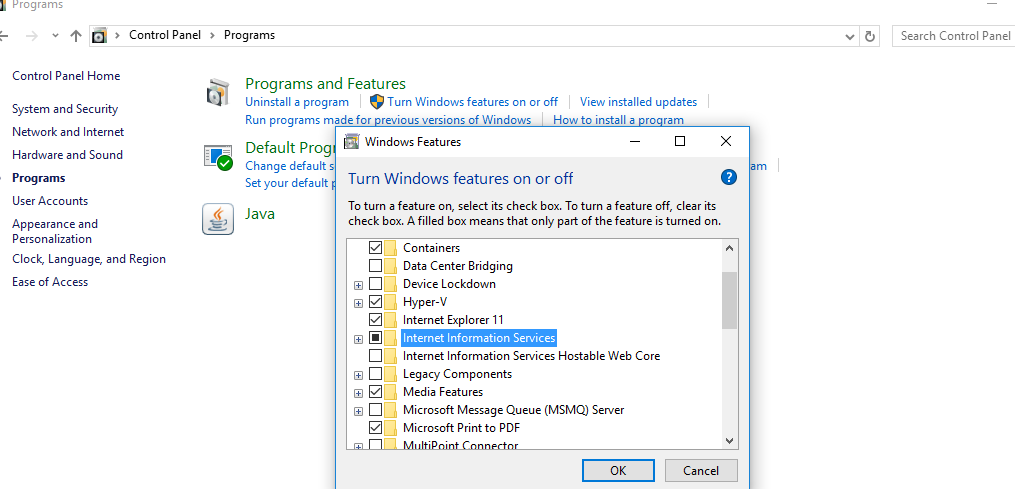 Programs
Control Panel > Programs
Search Control Panel
Control Panel Home
System and Security
Network and Internet
Hardware and Sound
Programs
User Accounts
Appearance and
Personalization
Clock, Language, and Region
Ease of Access
Programs and Features
Uninstall a program | Turn Windows features on or off | View installed updates |
Run programs made for previous versions of Windows | How to install a program
Default Prog
Change default s
am |
Set your default p
Java
Windows Features
Turn Windows features on or off
?
To turn a feature on, select its check box. To turn a feature off, clear its
check box. A filled box means that only part of the feature is turned on.
Containers
Data Center Bridging
Device Lockdown
Hyper-V
Internet Explorer 11
Internet Information Services
Internet Information Services Hostable Web Core
Legacy Components
Media Features
Microsoft Message Queue (MSMQ) Server
Microsoft Print to PDF
MultiPoint Connector
OK
Cancel